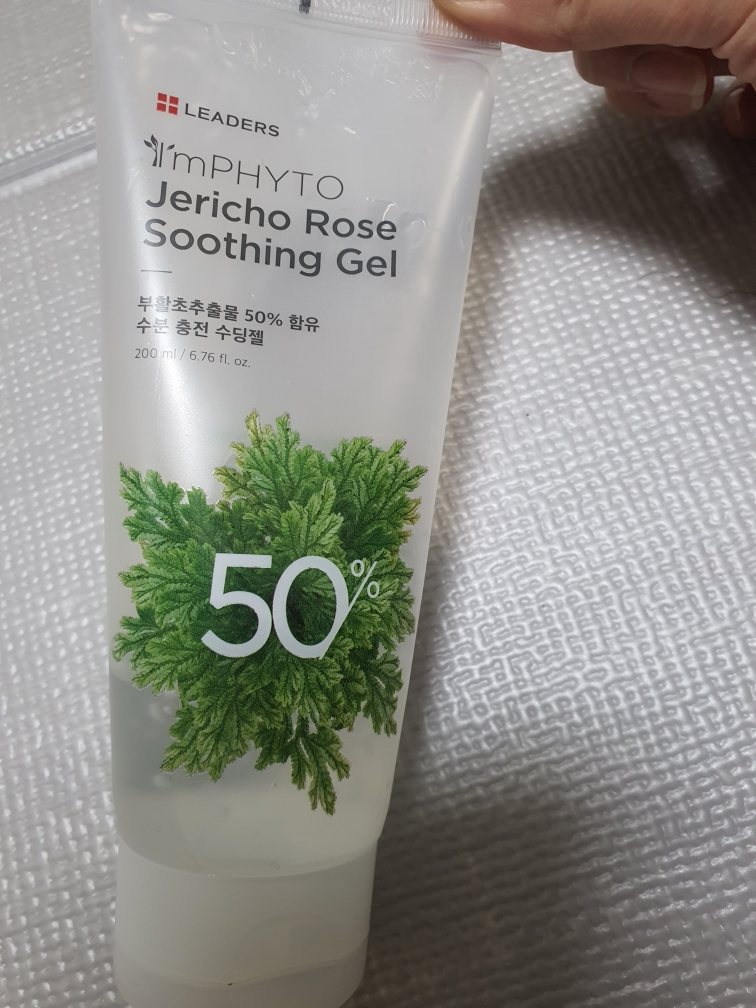 LEADERS
I'mPHYTO
Jericho Rose
Soothing Gel
부활초추출물 50% 함유
수분 충전 수딩젤
200 ml / 6.76 fl. oz.
50%